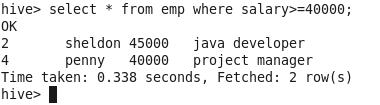 hive> select * from emp where salary>=40000;
OK
2       sheldon 45000   java developer
4       penny   40000   project manager
Time taken: 0.338 seconds, Fetched: 2 row(s)
hive>